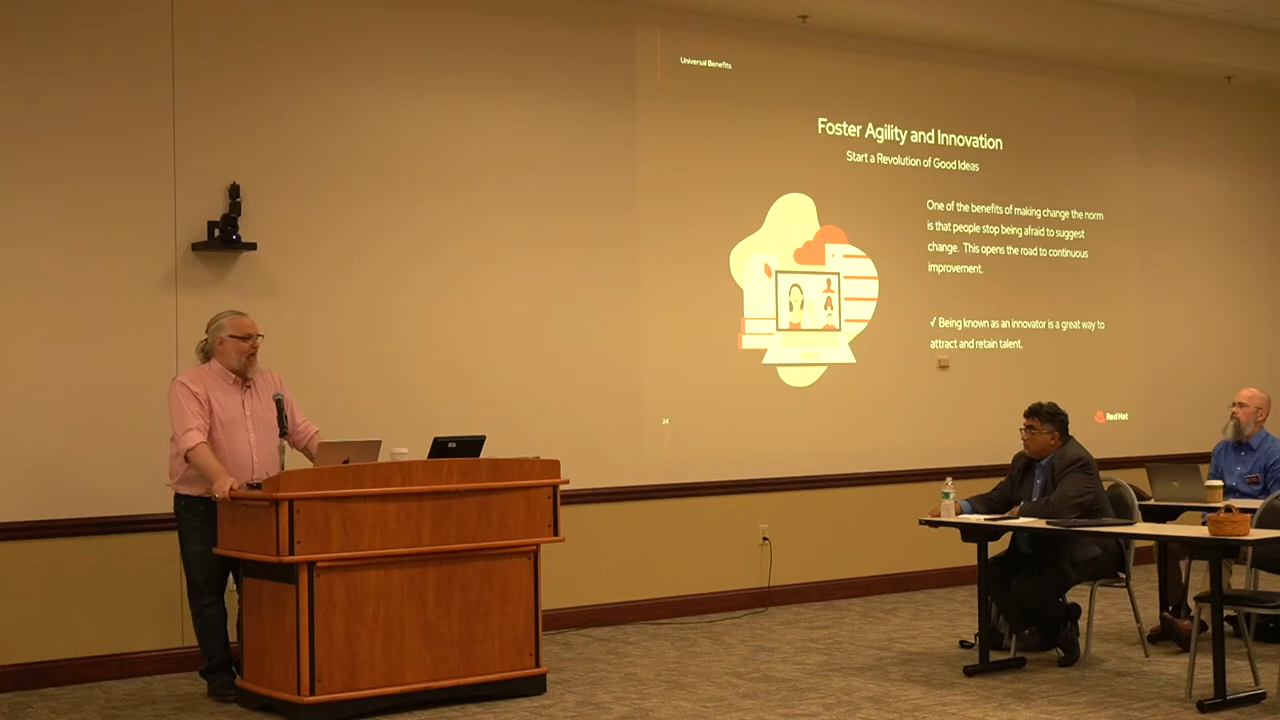 Universal Benefits
Foster Agility and Innovation
Start a Revolution of Good Ideas
One of the benefits of making change the norm
is that people stop being afraid to suggest
change. This opens the road to continuous
improvement.
✓ Being known as an innovator is a great way to
attract and retain talent.
24
Red Hat